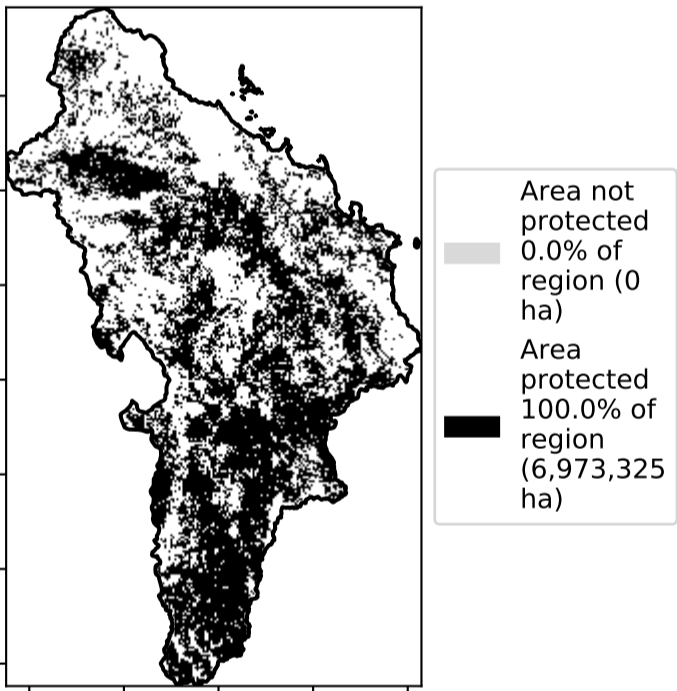 Area not
protected
0.0% of
region (0
ha)
Area
protected
100.0% of
region
(6,973,325
ha)